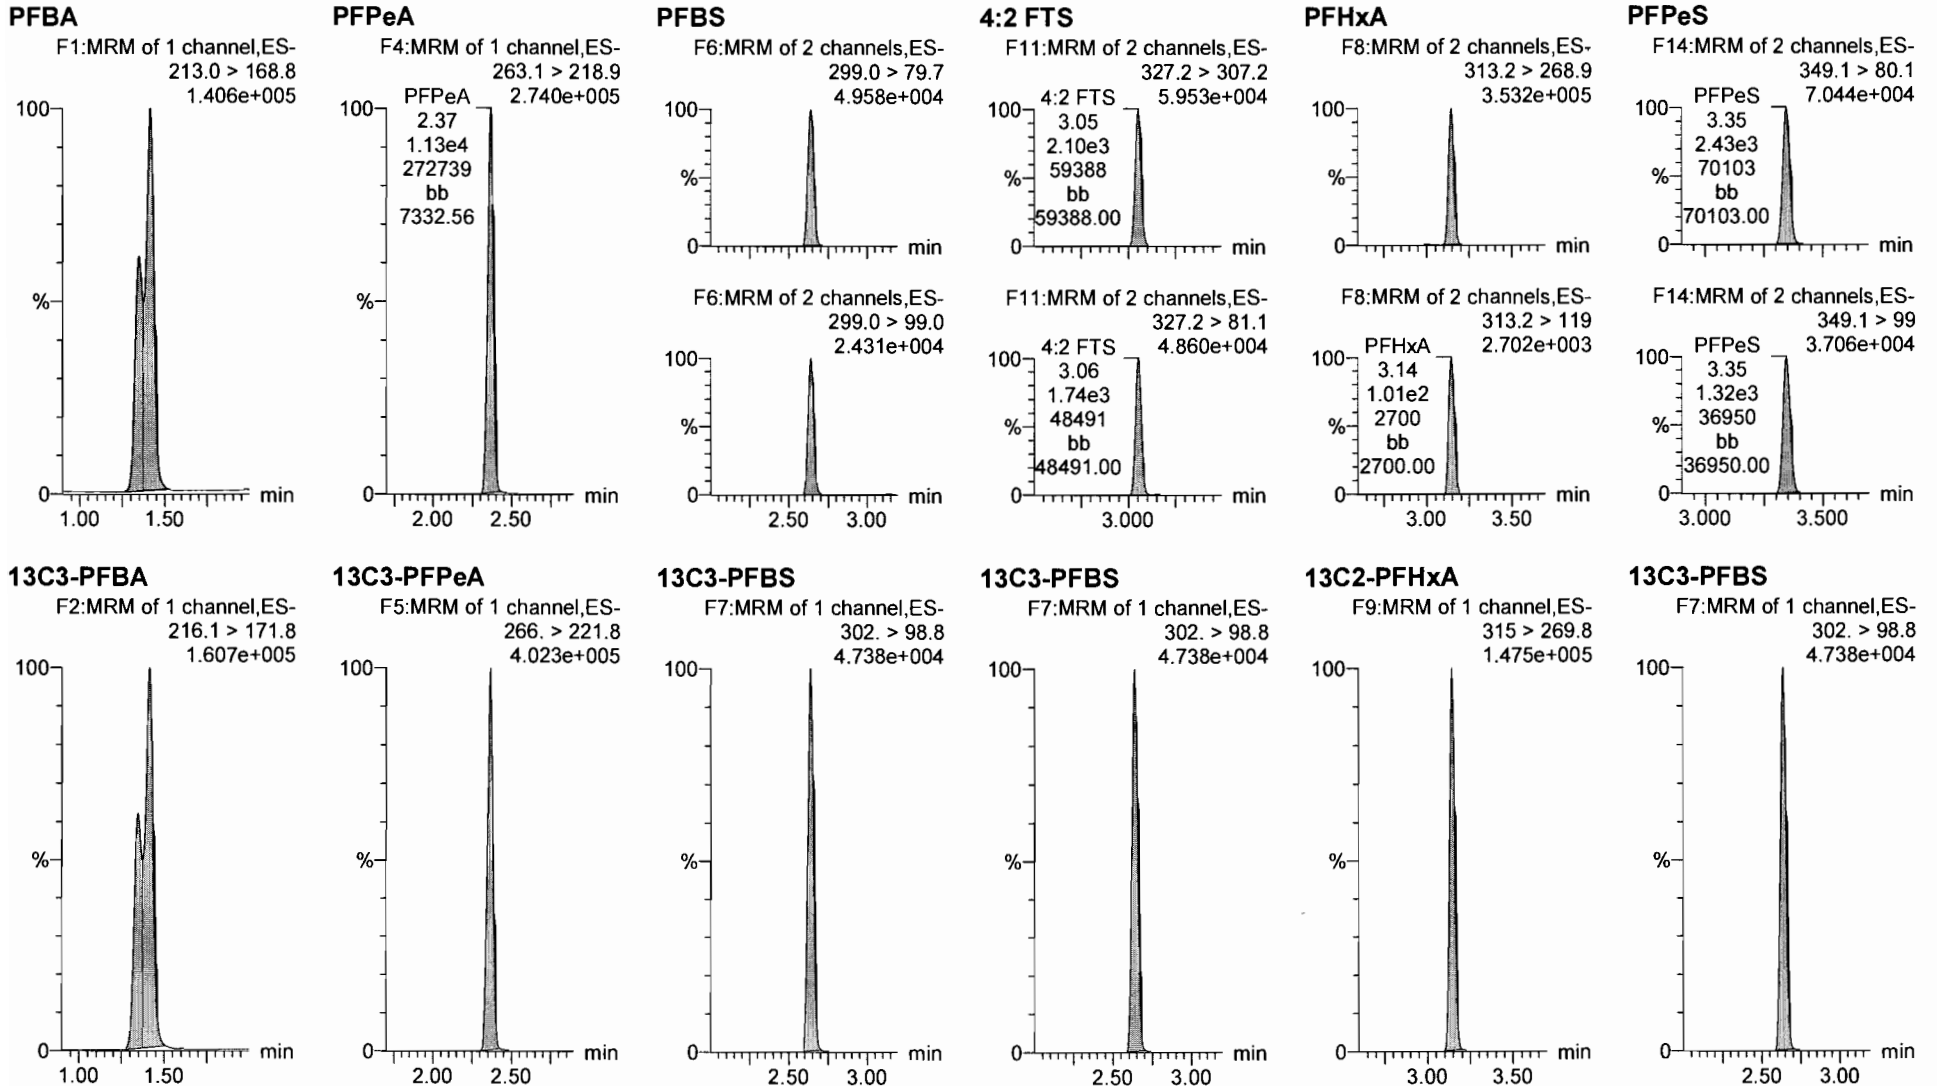 PFBA
F1:MRM of 1 channel,ES-
213.0 > 168.8
1.406e+005
100
%
0
min
1.00 1.50
PFPeA
F4:MRM of 1 channel,ES-
263.1 > 218.9
2.740e+005
100
PFPeA
2.37
1.13e4
272739
bb
7332.56
%
0
min
2.00 2.50
PFBS
F6:MRM of 2 channels,ES-
299.0 > 79.7
4.958e+004
100
%
0
min
F6:MRM of 2 channels,ES-
299.0 > 99.0
2.431e+004
100
%
0
min
2.50 3.00
4:2 FTS
F11:MRM of 2 channels,ES-
327.2 > 307.2
5.953e+004
100
4:2 FTS
3.05
2.10e3
59388
bb
59388.00
%
0
min
F11:MRM of 2 channels,ES-
327.2 > 81.1
4.860e+004
100
4:2 FTS
3.06
1.74e3
48491
bb
48491.00
%
0
min
3.000
PFHxA
F8:MRM of 2 channels,ES-
313.2 > 268.9
3.532e+005
100
%
0
min
F8:MRM of 2 channels,ES-
313.2 > 119
2.702e+003
100
PFHxA
3.14
1.01e2
2700
bb
2700.00
%
0
min
3.00 3.50
PFPeS
F14:MRM of 2 channels,ES-
349.1 > 80.1
7.044e+004
100
PFPeS
3.35
2.43e3
70103
bb
70103.00
%
0
min
F14:MRM of 2 channels,ES-
349.1 > 99
3.706e+004
100
PFPeS
3.35
1.32e3
36950
bb
36950.00
%
0
min
3.000 3.500
13C3-PFBA
F2:MRM of 1 channel,ES-
216.1 > 171.8
1.607e+005
100
%
0
min
1.00 1.50
13C3-PFPeA
F5:MRM of 1 channel,ES-
266. > 221.8
4.023e+005
100
%
0
min
2.00 2.50
13C3-PFBS
F7:MRM of 1 channel,ES-
302. > 98.8
4.738e+004
100
%
0
min
2.50 3.00
13C3-PFBS
F7:MRM of 1 channel,ES-
302. > 98.8
4.738e+004
100
%
0
min
2.50 3.00
13C2-PFHxA
F9:MRM of 1 channel,ES-
315 > 269.8
1.475e+005
100
%
0
min
3.00 3.50
13C3-PFBS
F7:MRM of 1 channel,ES-
302. > 98.8
4.738e+004
100
%
0
min
2.50 3.00